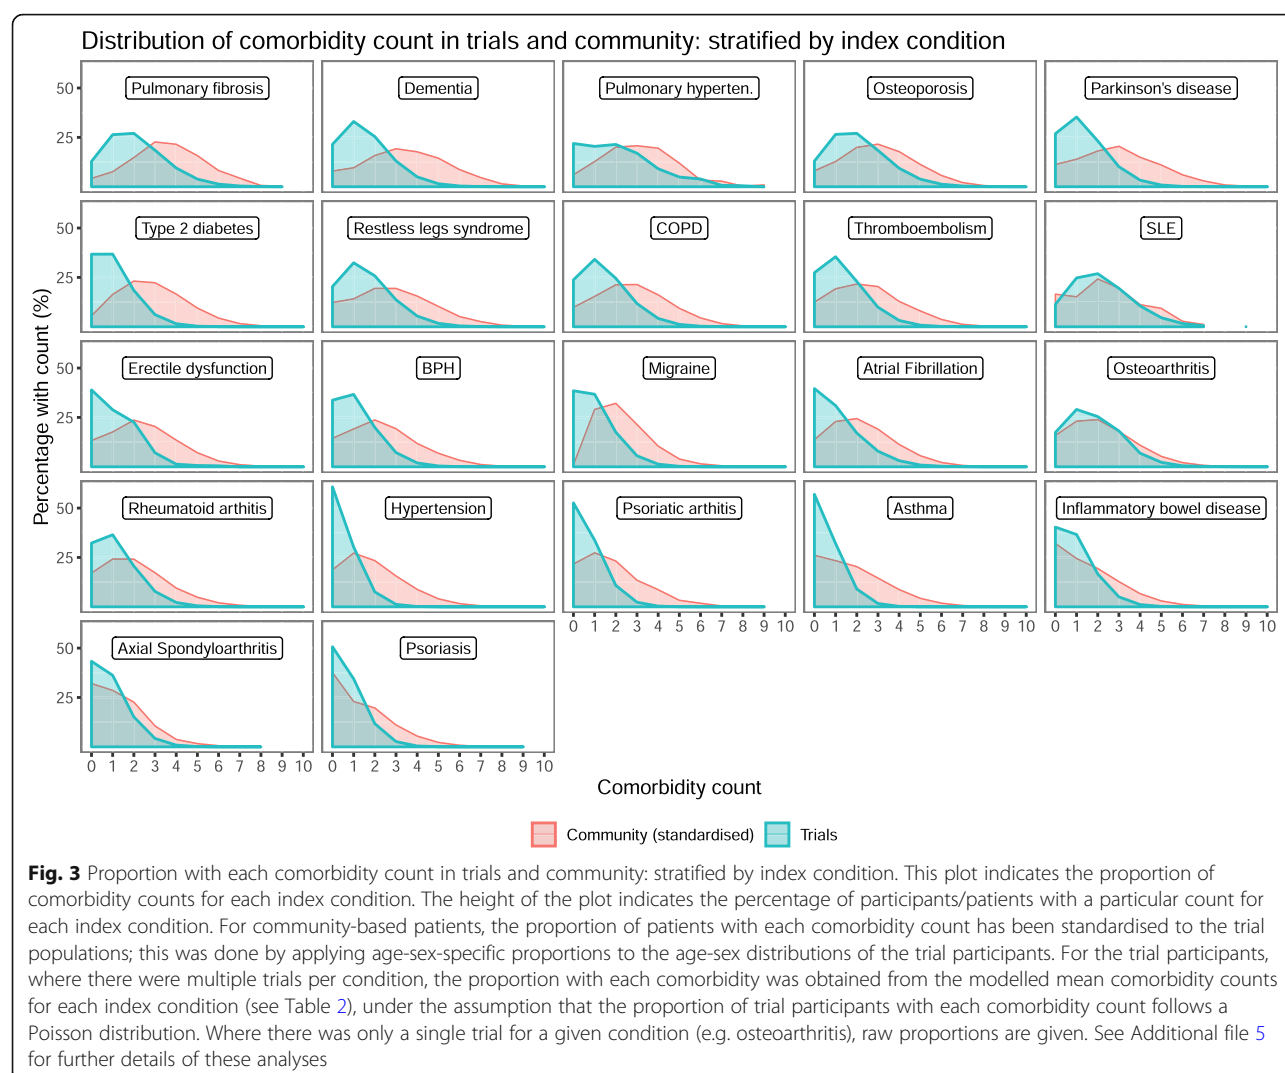 Distribution of comorbidity count in trials and community: stratified by index condition
Percentage with count (%)
50
25
Pulmonary fibrosis
Dementia
Pulmonary hyperten.
Osteoporosis
Parkinson's disease
50
25
Type 2 diabetes
Restless legs syndrome
COPD
Thromboembolism
SLE
50
25
Erectile dysfunction
BPH
Migraine
Atrial Fibrillation
Osteoarthritis
50
25
Rheumatoid arthitis
Hypertension
Psoriatic arthitis
Asthma
Inflammatory bowel disease
0 1 2 3 4 5 6 7 8 9 10
0 1 2 3 4 5 6 7 8 9 10
0 1 2 3 4 5 6 7 8 9 10
50
25
Axial Spondyloarthritis
Psoriasis
0 1 2 3 4 5 6 7 8 9 10
0 1 2 3 4 5 6 7 8 9 10
Comorbidity count
Community (standardised)
Trials
Fig. 3 Proportion with each comorbidity count in trials and community: stratified by index condition. This plot indicates the proportion of
comorbidity counts for each index condition. The height of the plot indicates the percentage of participants/patients with a particular count for
each index condition. For community-based patients, the proportion of patients with each comorbidity count has been standardised to the trial
populations; this was done by applying age-sex-specific proportions to the age-sex distributions of the trial participants. For the trial participants,
where there were multiple trials per condition, the proportion with each comorbidity was obtained from the modelled mean comorbidity counts
for each index condition (see Table 2), under the assumption that the proportion of trial participants with each comorbidity count follows a
Poisson distribution. Where there was only a single trial for a given condition (e.g. osteoarthritis), raw proportions are given. See Additional file 5
for further details of these analyses